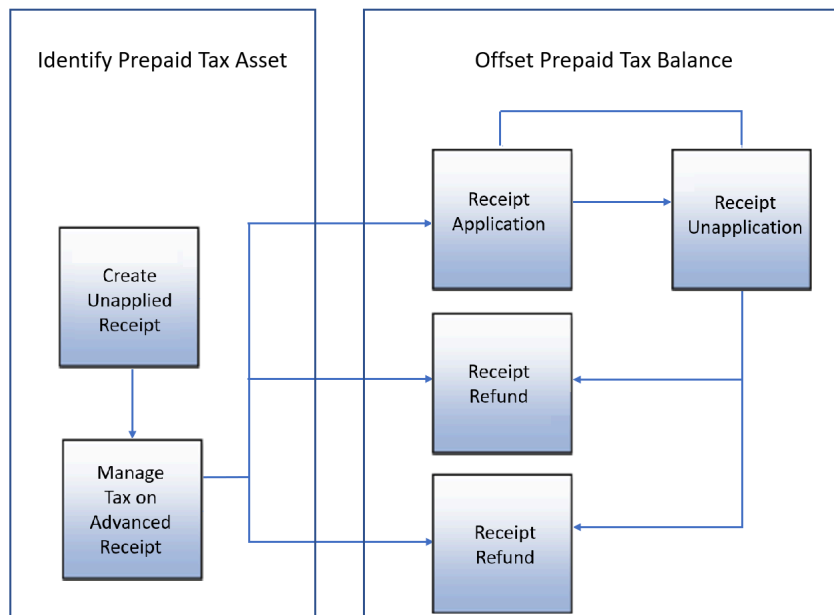 Identify Prepaid Tax Asset
Create
Unapplied
Receipt
Manage
Tax on
Advanced
Receipt
Offset Prepaid Tax Balance
Receipt
Application
Receipt
Unapplication
Receipt
Refund
Receipt
Refund